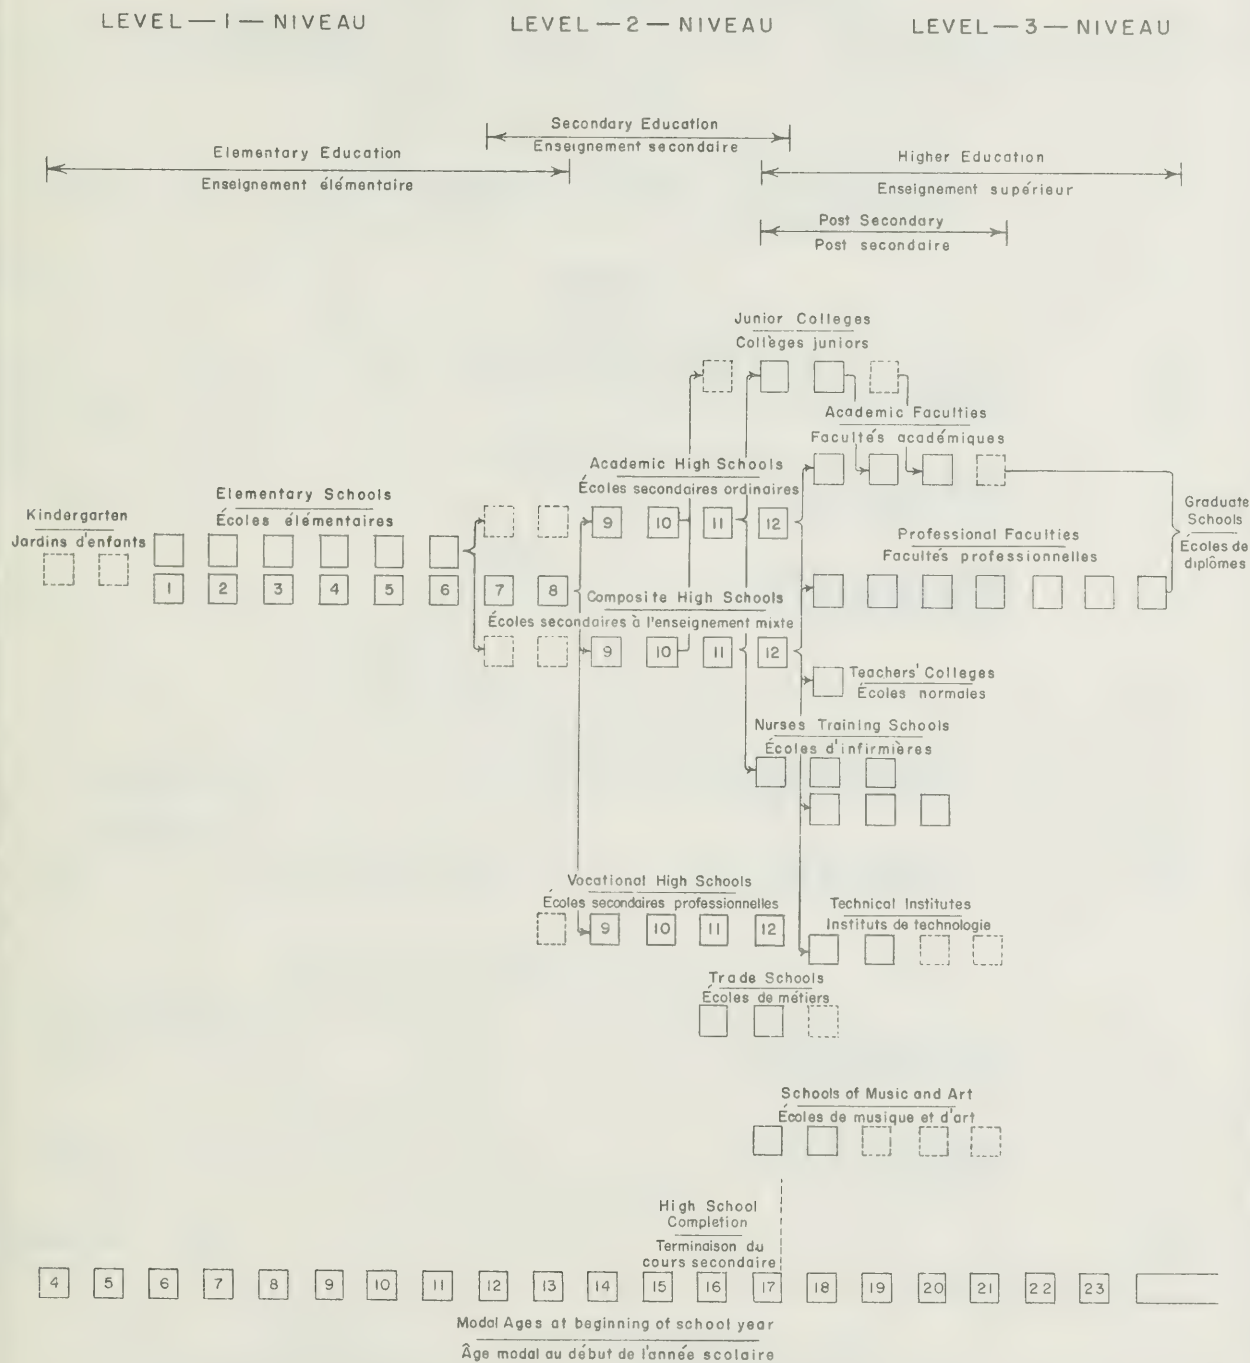 LEVEL — 1 — NIVEAU
LEVEL — 2 — NIVEAU
LEVEL — 3 — NIVEAU
Secondary Education
Enseignement secondaire
Elementary Education
Enseignement élémentaire
Higher Education
Enseignement supérieur
Post Secondary
Post secondaire
Junior Colleges
Collèges juniors
Academic Faculties
Facultés académiques
Academic High Schools
Écoles secondaires ordinaires
9 10 11 12
Elementary Schools
Écoles élémentaires
Kindergarten
Jardins d'enfants
1 2 3 4 5 6 7 8
Graduate
Schools
Écoles de
diplômes
Professional Faculties
Facultés professionnelles
Composite High Schools
Écoles secondaires à l'enseignement mixte
9 10 11 12
Teachers' Colleges
Écoles normales
Nurses Training Schools
Écoles d'infirmières
Vocational High Schools
Écoles secondaires professionnelles
9 10 11 12
Technical Institutes
Instituts de technologie
Trade Schools
Écoles de métiers
Schools of Music and Art
Écoles de musique et d'art
High School
Completion
Terminaison du
cours secondaire
4 5 6 7 8 9 10 11 12 13 14 15 16 17 18 19 20 21 22 23
Modal Ages at beginning of school year
Âge modal au début de l'année scolaire